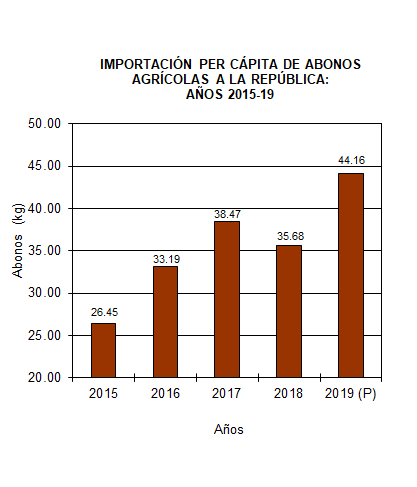 IMPORTACIÓN PER CÁPITA DE ABONOS
AGRÍCOLAS A LA REPÚBLICA:
AÑOS 2015-19
50.00
45.00
40.00
35.00
30.00
25.00
20.00
Abonos (kg)
26.45
33.19
38.47
35.68
44.16
2015
2016
2017
2018
2019 (P)
Años